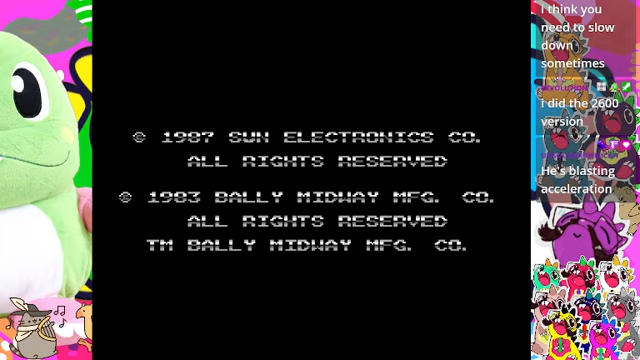 © 1987 SUN ELECTRONICS CO.
ALL RIGHTS RESERVED
© 1983 BALLY MIDWAY MFG. CO.
ALL RIGHTS RESERVED
TM BALLY MIDWAY MFG. CO.
I think you
need to slow
down
sometimes
I did the 2600
version
He's blasting
acceleration